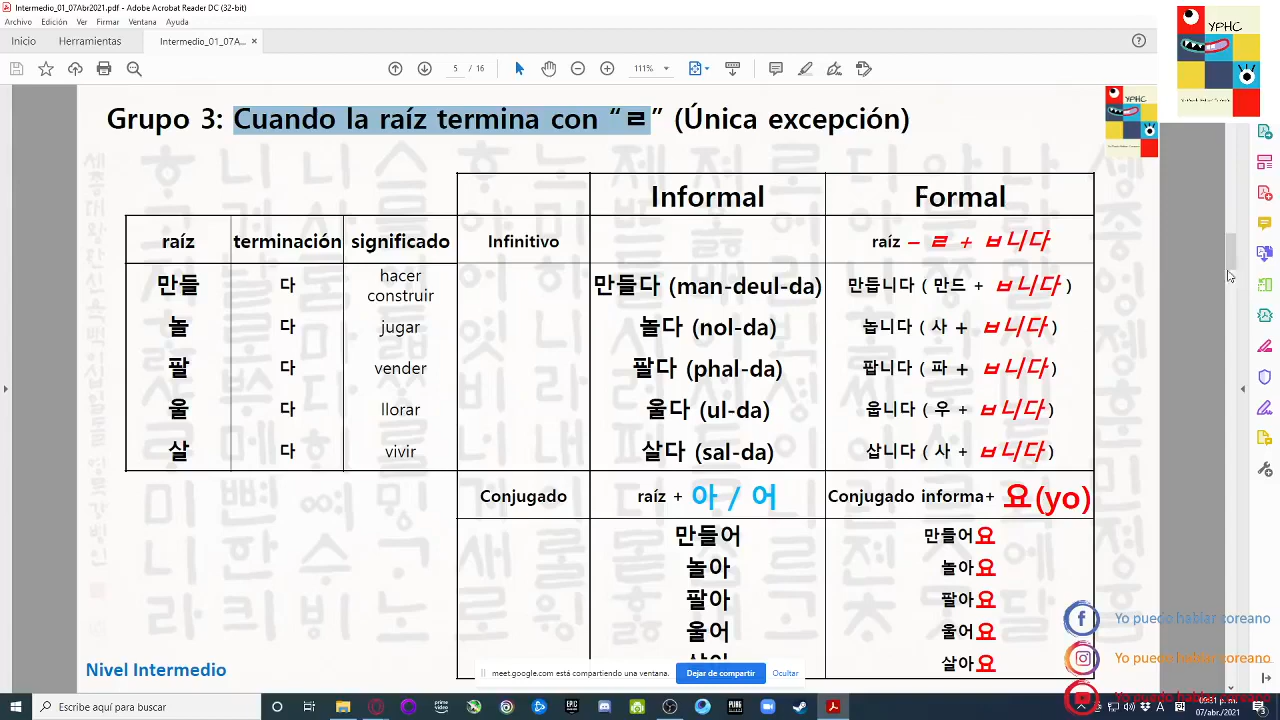 Intermedio_01_07Abr2021.pdf - Adobe Acrobat Reader DC (32-bit)
Archivo Edición Ver Firmar Ventana Ayuda
Inicio Herramientas Intermedio_01_07A... ×
5 / 111%
YPHC
Grupo 3: Cuando la raíz termina con “ㄹ” (Única excepción)
YPHC
Informal Formal
raíz terminación significado Infinitivo raíz – ㄹ + ㅂ니다
만들 다 hacer construir 만들다 (man-deul-da) 만듭니다 ( 만드 + ㅂ니다 )
놀 다 jugar 놀다 (nol-da) 놉니다 ( 사 + ㅂ니다 )
팔 다 vender 팔다 (phal-da) 팝니다 ( 파 + ㅂ니다 )
울 다 llorar 울다 (ul-da) 웁니다 ( 우 + ㅂ니다 )
살 다 vivir 살다 (sal-da) 삽니다 ( 사 + ㅂ니다 )
Conjugado raíz + 아 / 어 Conjugado informa+ 요(yo)
만들어 만들어요
놀아 놀아요
팔아 팔아요
울어 울어요
살아요
Nivel Intermedio
meet.google.com está compartiendo una ventana. Dejar de compartir Ocultar
Yo puedo hablar coreano
Yo puedo hablar coreano
Yo puedo hablar coreano
Escribe aquí para buscar
prime video
EPIC
PUBG
07/abr./2021